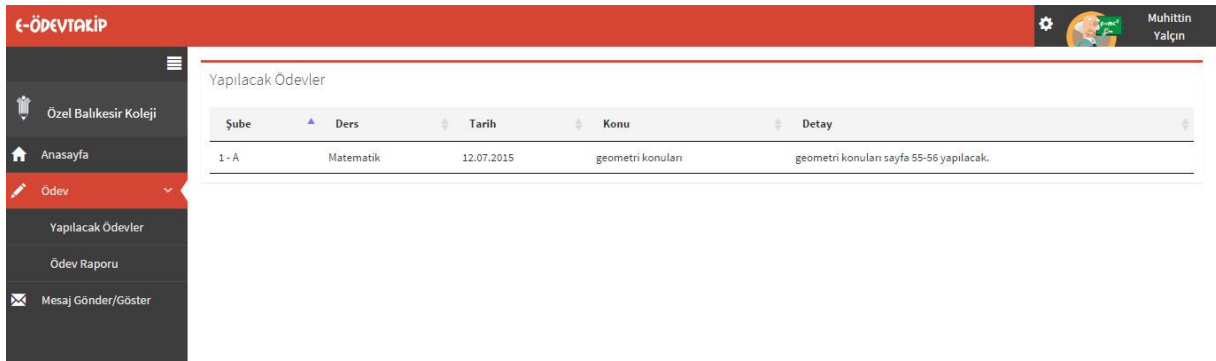 E-ÖDEVTAKİP
Muhittin
Yalçın
Özel Balıkesir Koleji
Anasayfa
Ödev
Yapılacak Ödevler
Ödev Raporu
Mesaj Gönder/Göster
Yapılacak Ödevler
Şube Ders Tarih Konu Detay
1 - A Matematik 12.07.2015 geometri konuları geometri konuları sayfa 55-56 yapılacak.